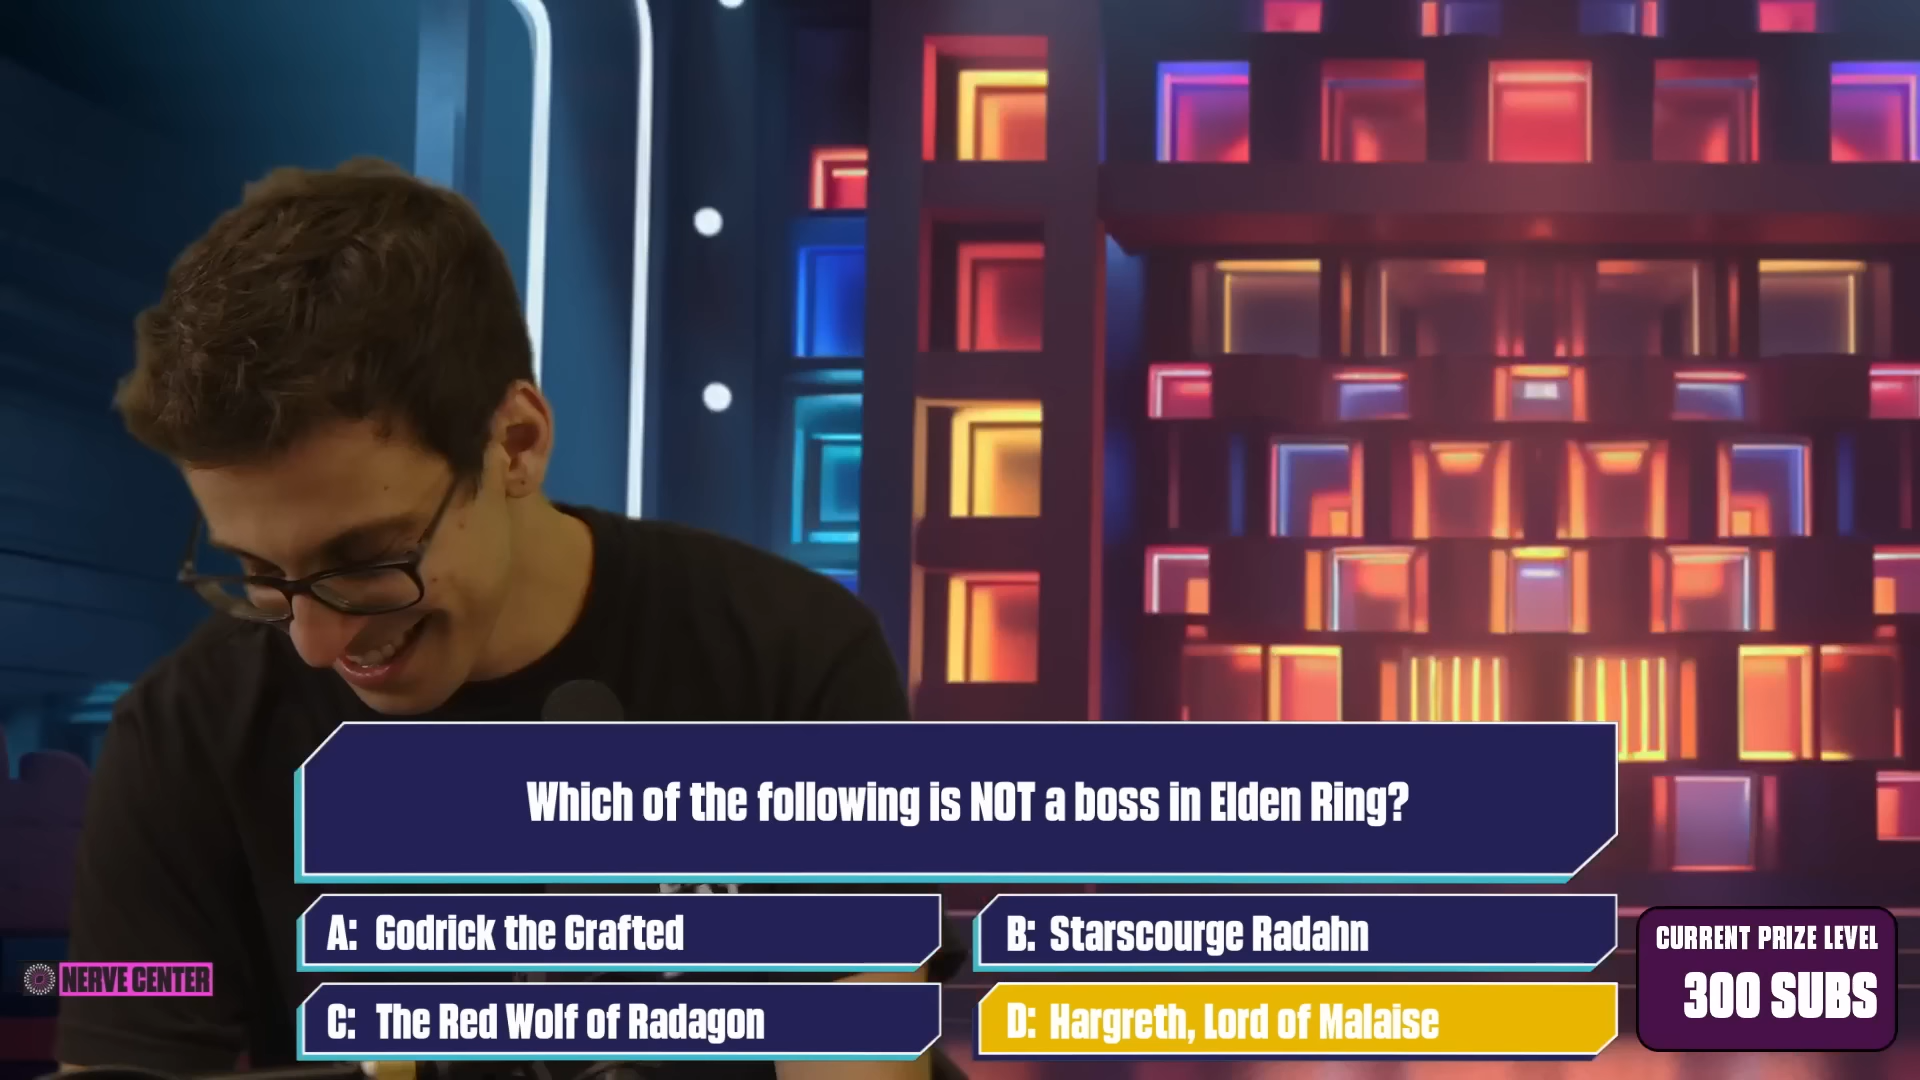 Which of the following is NOT a boss in Elden Ring?
A: Godrick the Grafted
B: Starscourge Radahn
C: The Red Wolf of Radagon
D: Hargreth, Lord of Malaise
CURRENT PRIZE LEVEL
300 SUBS
NERVE CENTER